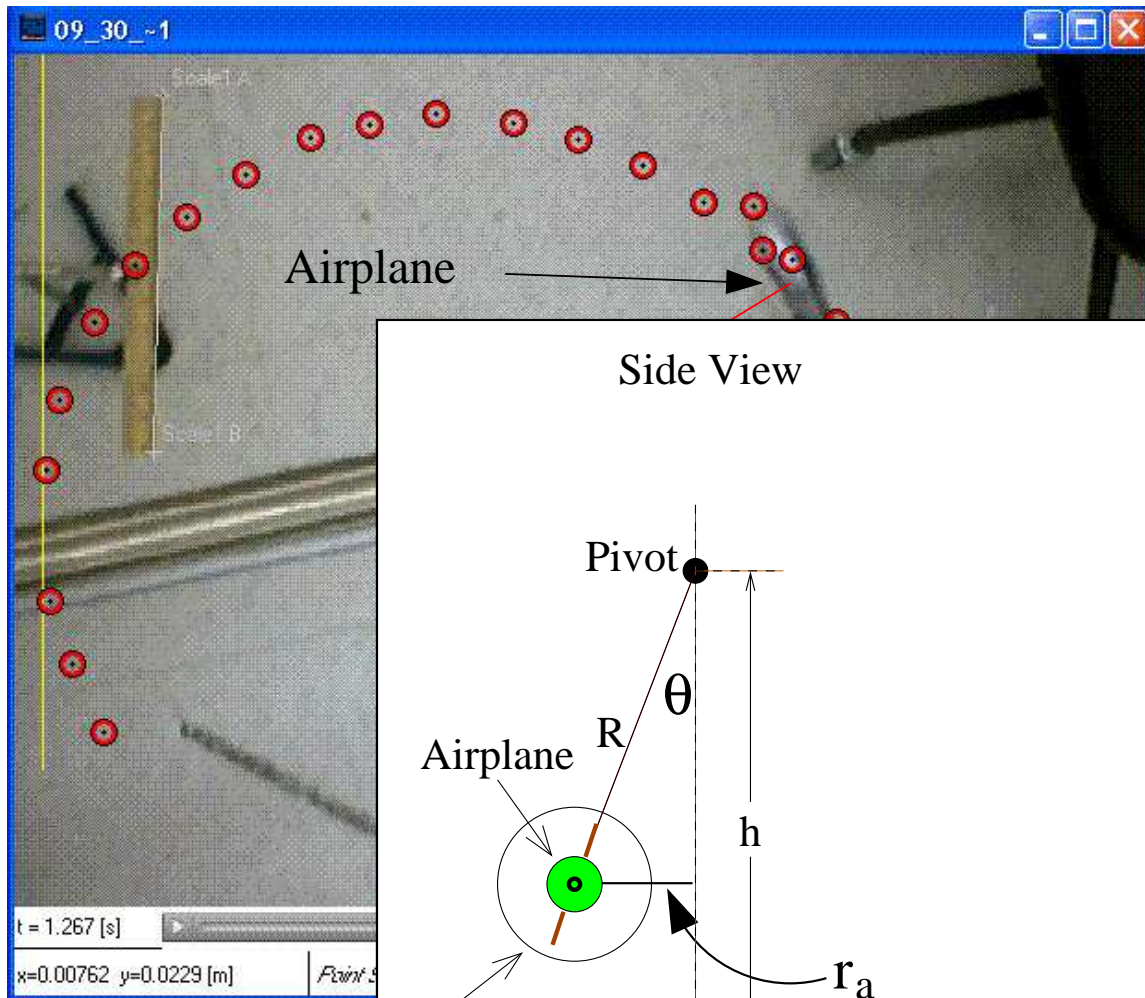 09_30_~1
Scale1 A
Airplane
Scale1 B
Side View
Pivot
θ
R
Airplane
h
r_a
t = 1.267 [s]
x=0.00762 y=0.0229 [m]
Point S